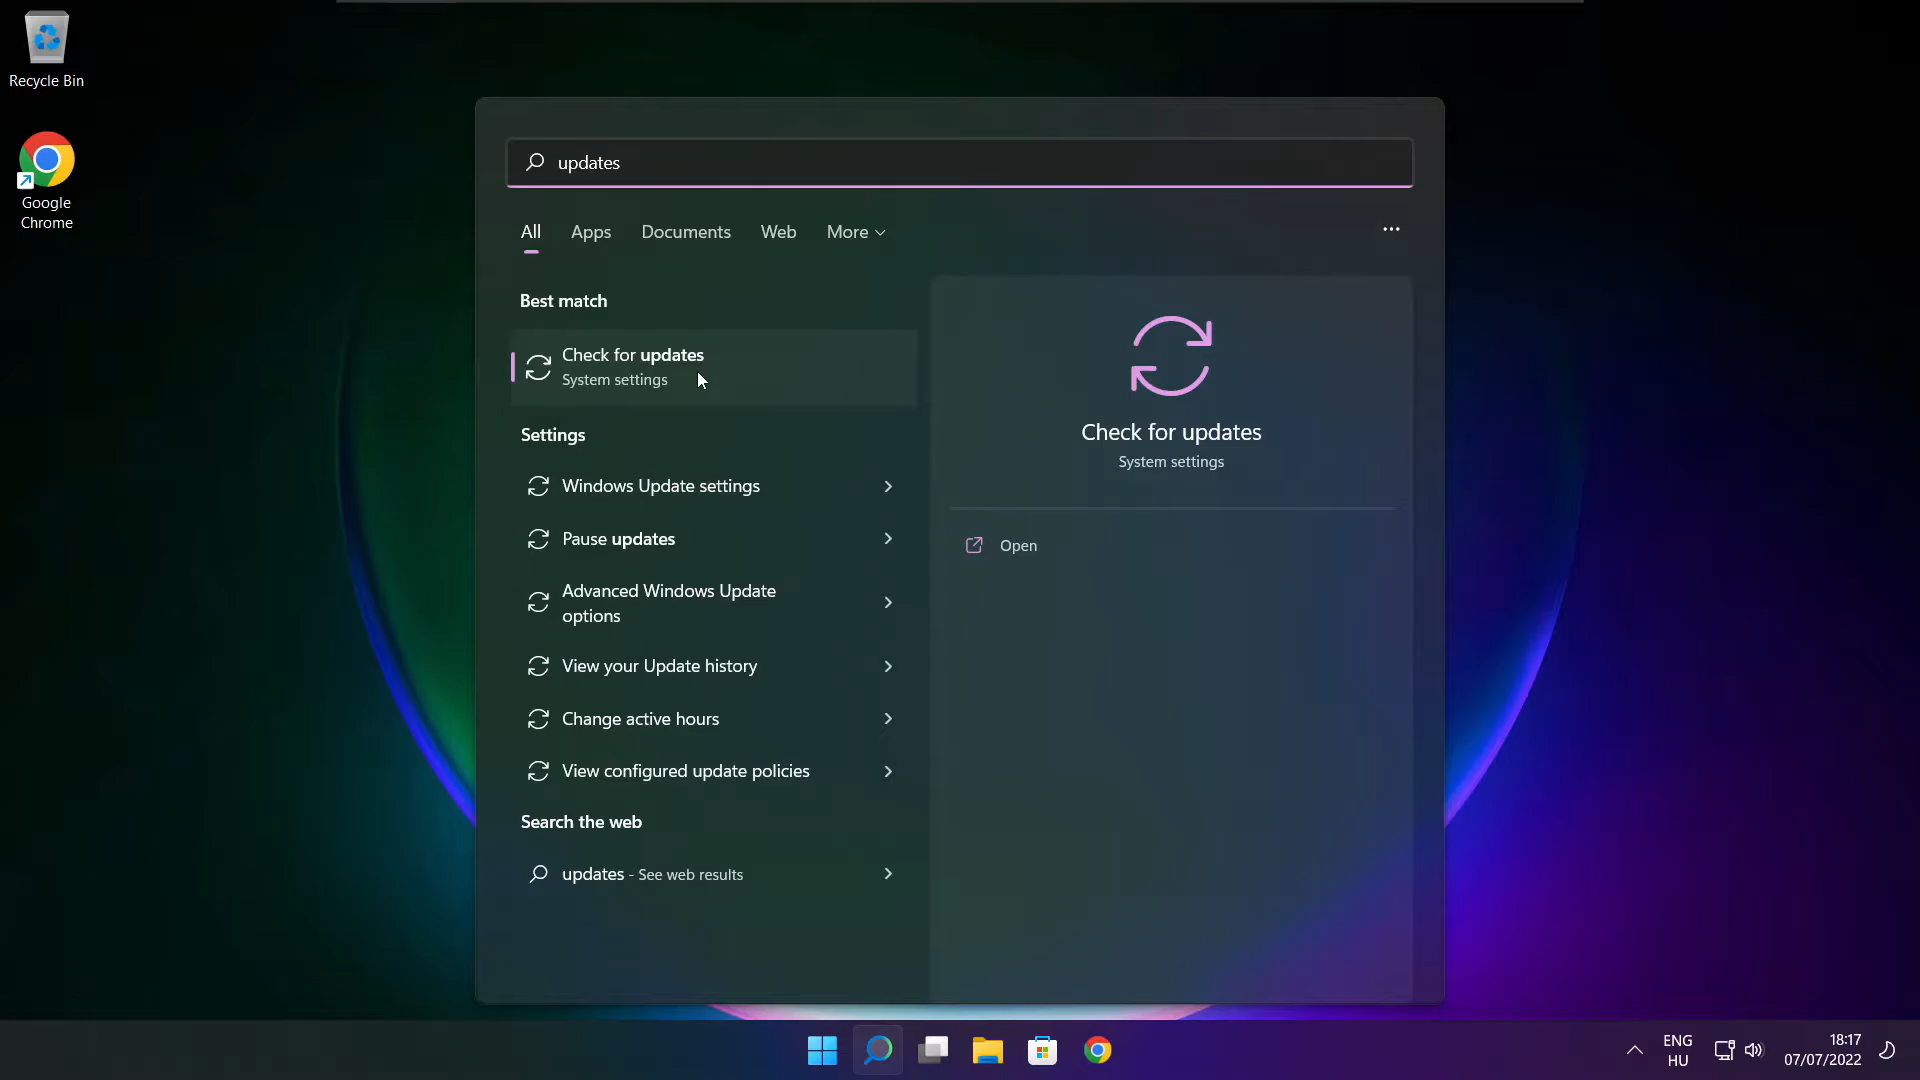 Recycle Bin
Google
Chrome
updates
All
Apps
Documents
Web
More
Best match
Check for updates
System settings
Settings
Windows Update settings
Pause updates
Advanced Windows Update
options
View your Update history
Change active hours
View configured update policies
Search the web
updates - See web results
Check for updates
System settings
Open
ENG
HU
18:17
07/07/2022